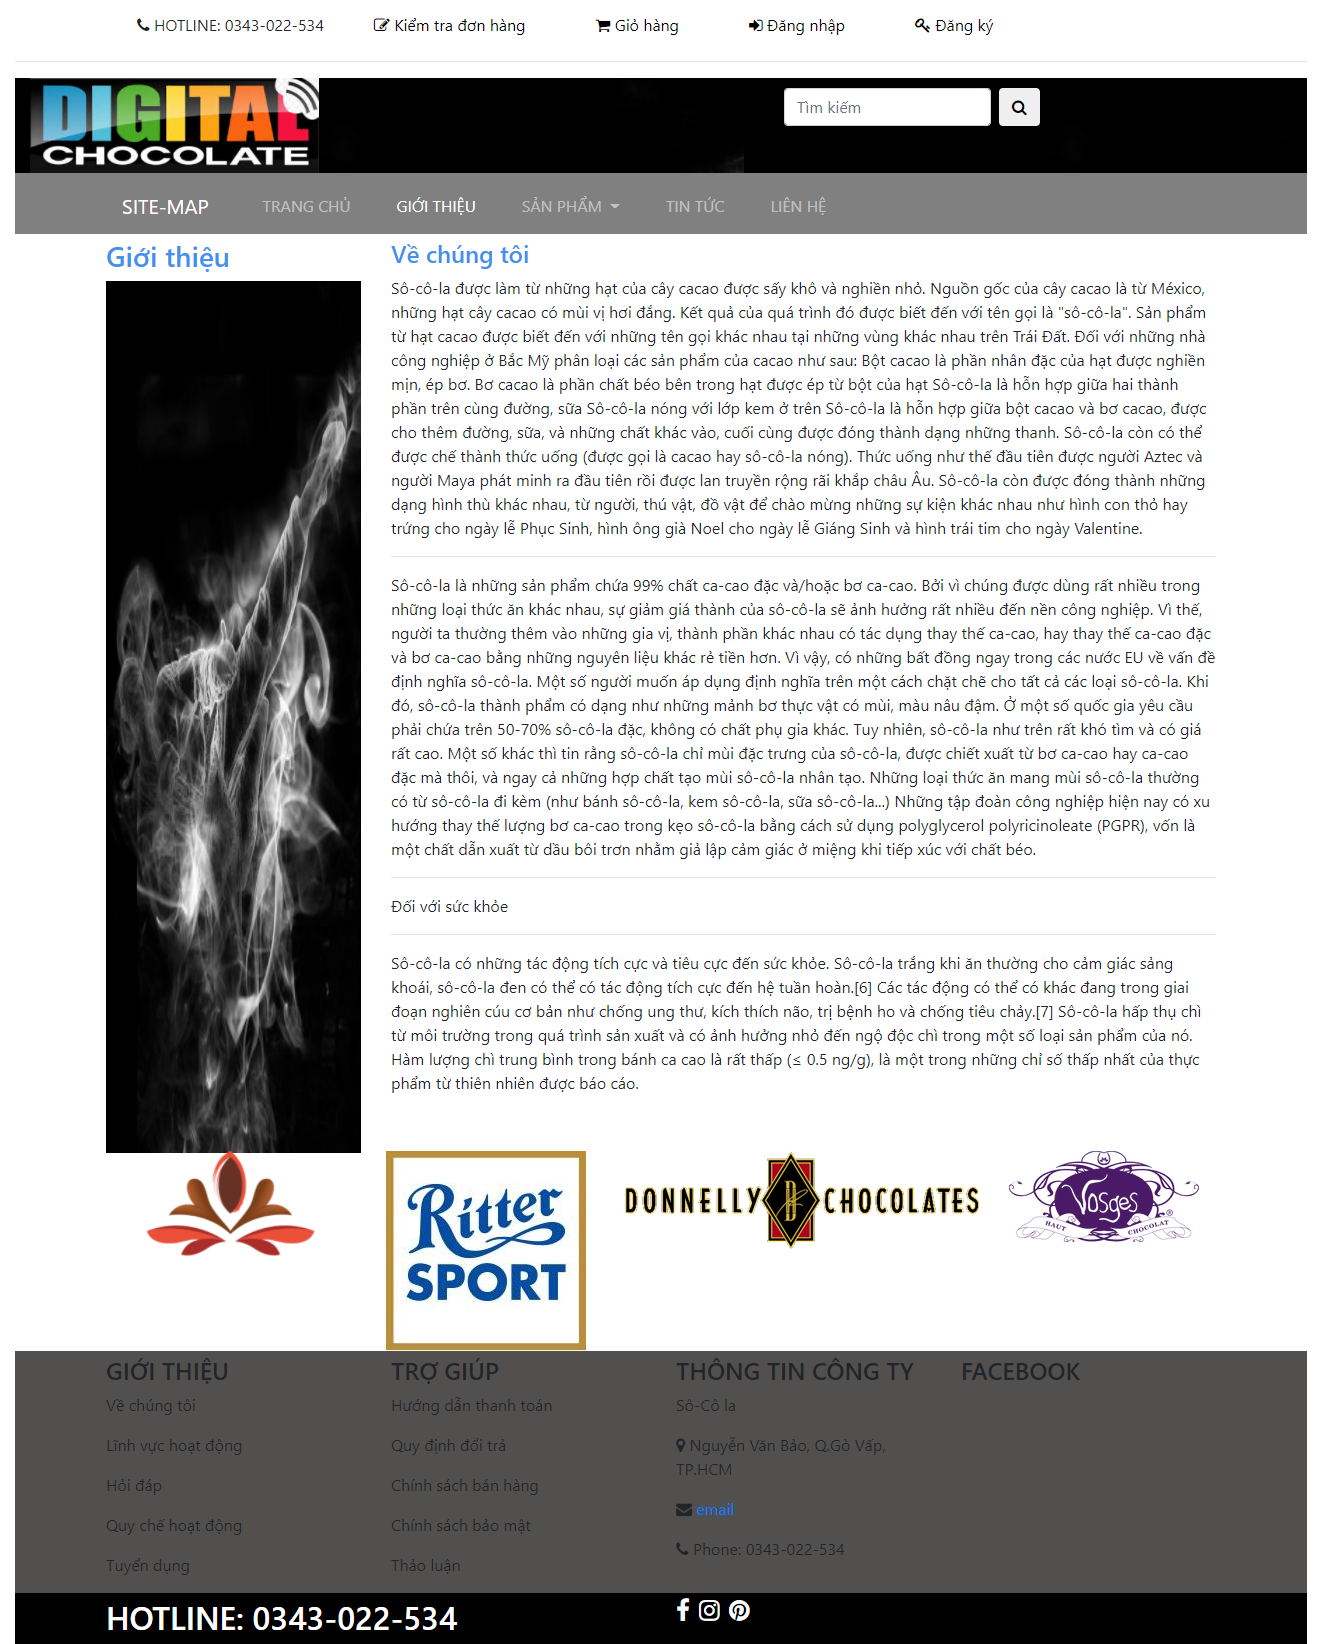 HOTLINE: 0343-022-534 Kiểm tra đơn hàng Giỏ hàng Đăng nhập Đăng ký
DIGITAL
CHOCOLATE
Tìm kiếm
SITE-MAP TRANG CHỦ GIỚI THIỆU SẢN PHẨM TIN TỨC LIÊN HỆ
Giới thiệu
Về chúng tôi
Sô-cô-la được làm từ những hạt của cây cacao được sấy khô và nghiền nhỏ. Nguồn gốc của cây cacao là từ México,
những hạt cây cacao có mùi vị hơi đắng. Kết quả của quá trình đó được biết đến với tên gọi là "sô-cô-la". Sản phẩm
từ hạt cacao được biết đến với những tên gọi khác nhau tại những vùng khác nhau trên Trái Đất. Đối với những nhà
công nghiệp ở Bắc Mỹ phân loại các sản phẩm của cacao như sau: Bột cacao là phần nhân đặc của hạt được nghiền
mịn, ép bơ. Bơ cacao là phần chất béo bên trong hạt được ép từ bột của hạt Sô-cô-la là hỗn hợp giữa hai thành
phần trên cùng đường, sữa Sô-cô-la nóng với lớp kem ở trên Sô-cô-la là hỗn hợp giữa bột cacao và bơ cacao, được
cho thêm đường, sữa, và những chất khác vào, cuối cùng được đóng thành dạng những thanh. Sô-cô-la còn có thể
được chế thành thức uống (được gọi là cacao hay sô-cô-la nóng). Thức uống như thế đầu tiên được người Aztec và
người Maya phát minh ra đầu tiên rồi được lan truyền rộng rãi khắp châu Âu. Sô-cô-la còn được đóng thành những
dạng hình thù khác nhau, từ người, thú vật, đồ vật để chào mừng những sự kiện khác nhau như hình con thỏ hay
trứng cho ngày lễ Phục Sinh, hình ông già Noel cho ngày lễ Giáng Sinh và hình trái tim cho ngày Valentine.
Sô-cô-la là những sản phẩm chứa 99% chất ca-cao đặc và/hoặc bơ ca-cao. Bởi vì chúng được dùng rất nhiều trong
những loại thức ăn khác nhau, sự giảm giá thành của sô-cô-la sẽ ảnh hưởng rất nhiều đến nền công nghiệp. Vì thế,
người ta thường thêm vào những gia vị, thành phần khác nhau có tác dụng thay thế ca-cao, hay thay thế ca-cao đặc
và bơ ca-cao bằng những nguyên liệu khác rẻ tiền hơn. Vì vậy, có những bất đồng ngay trong các nước EU về vấn đề
định nghĩa sô-cô-la. Một số người muốn áp dụng định nghĩa trên một cách chặt chẽ cho tất cả các loại sô-cô-la. Khi
đó, sô-cô-la thành phẩm có dạng như những mảnh bơ thực vật có mùi, màu nâu đậm. Ở một số quốc gia yêu cầu
phải chứa trên 50-70% sô-cô-la đặc, không có chất phụ gia khác. Tuy nhiên, sô-cô-la như trên rất khó tìm và có giá
rất cao. Một số khác thì tin rằng sô-cô-la chỉ mùi đặc trưng của sô-cô-la, được chiết xuất từ bơ ca-cao hay ca-cao
đặc mà thôi, và ngay cả những hợp chất tạo mùi sô-cô-la nhân tạo. Những loại thức ăn mang mùi sô-cô-la thường
có từ sô-cô-la đi kèm (như bánh sô-cô-la, kem sô-cô-la, sữa sô-cô-la...) Những tập đoàn công nghiệp hiện nay có xu
hướng thay thế lượng bơ ca-cao trong kẹo sô-cô-la bằng cách sử dụng polyglycerol polyricinoleate (PGPR), vốn là
một chất dẫn xuất từ dầu bôi trơn nhằm giả lập cảm giác ở miệng khi tiếp xúc với chất béo.
Đối với sức khỏe
Sô-cô-la có những tác động tích cực và tiêu cực đến sức khỏe. Sô-cô-la trắng khi ăn thường cho cảm giác sảng
khoái, sô-cô-la đen có thể có tác động tích cực đến hệ tuần hoàn.[6] Các tác động có thể có khác đang trong giai
đoạn nghiên cúu cơ bản như chống ung thư, kích thích não, trị bệnh ho và chống tiêu chảy.[7] Sô-cô-la hấp thụ chì
từ môi trường trong quá trình sản xuất và có ảnh hưởng nhỏ đến ngộ độc chì trong một số loại sản phẩm của nó.
Hàm lượng chì trung bình trong bánh ca cao là rất thấp (≤ 0.5 ng/g), là một trong những chỉ số thấp nhất của thực
phẩm từ thiên nhiên được báo cáo.
Ritter
SPORT
DONNELLY D CHOCOLATES
Vosges
HAUT CHOCOLAT ®
GIỚI THIỆU
Về chúng tôi
Lĩnh vực hoạt động
Hỏi đáp
Quy chế hoạt động
Tuyển dụng
TRỢ GIÚP
Hướng dẫn thanh toán
Quy định đổi trả
Chính sách bán hàng
Chính sách bảo mật
Thảo luận
THÔNG TIN CÔNG TY
Sô-Cô la
Nguyễn Văn Bảo, Q.Gò Vấp,
TP.HCM
email
Phone: 0343-022-534
FACEBOOK
HOTLINE: 0343-022-534